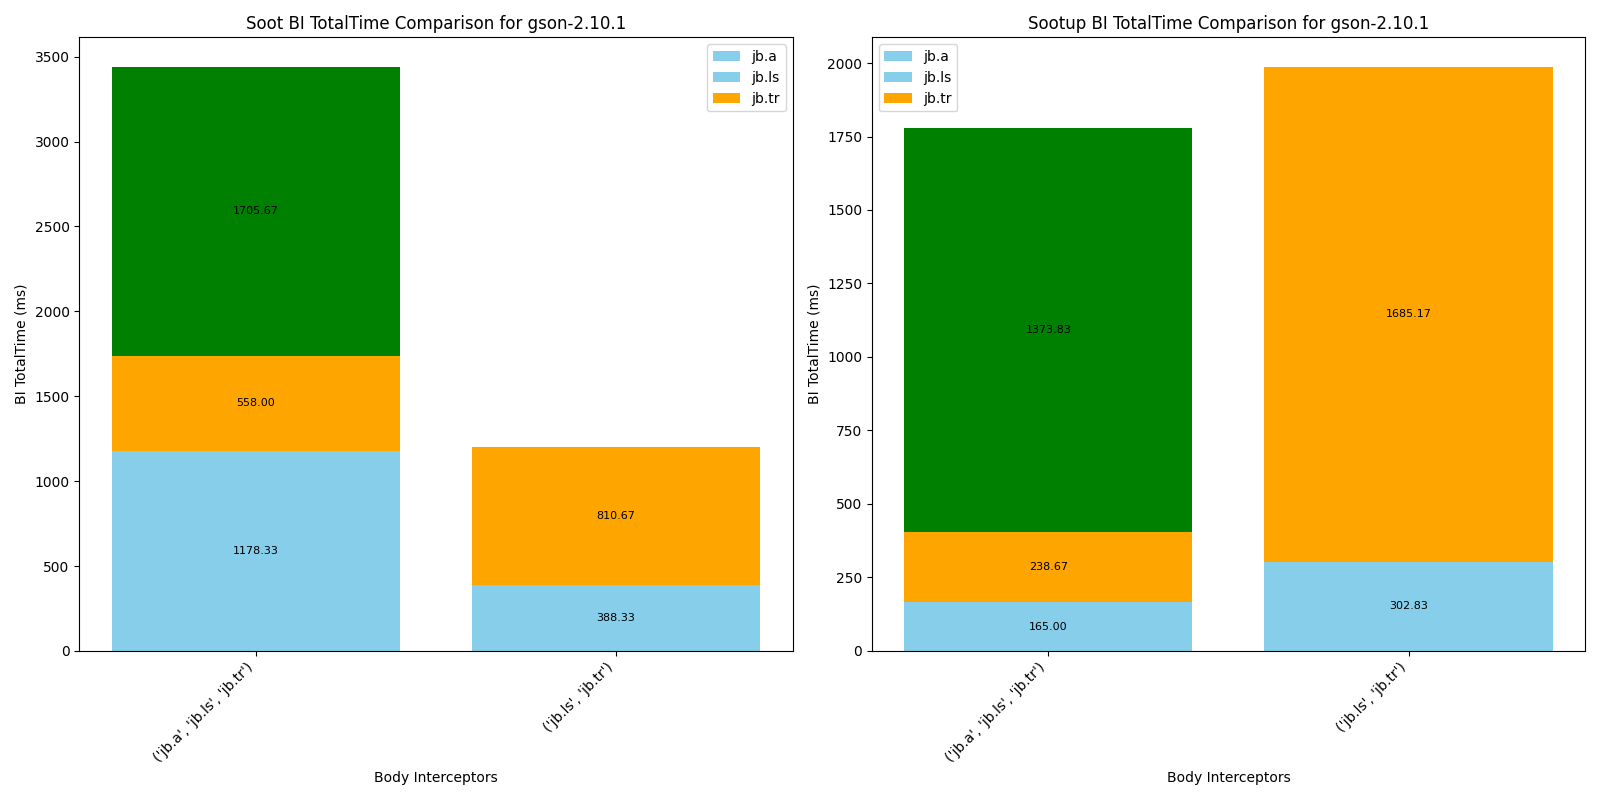 Soot BI TotalTime Comparison for gson-2.10.1
BI TotalTime (ms)
3500
3000
2500
2000
1500
1000
500
0
jb.a
jb.ls
jb.tr
1705.67
558.00
1178.33
810.67
388.33
('jb.a', 'jb.ls', 'jb.tr')
('jb.ls', 'jb.tr')
Body Interceptors
Sootup BI TotalTime Comparison for gson-2.10.1
BI TotalTime (ms)
2000
1750
1500
1250
1000
750
500
250
0
jb.a
jb.ls
jb.tr
1373.83
238.67
165.00
1685.17
302.83
('jb.a', 'jb.ls', 'jb.tr')
('jb.ls', 'jb.tr')
Body Interceptors